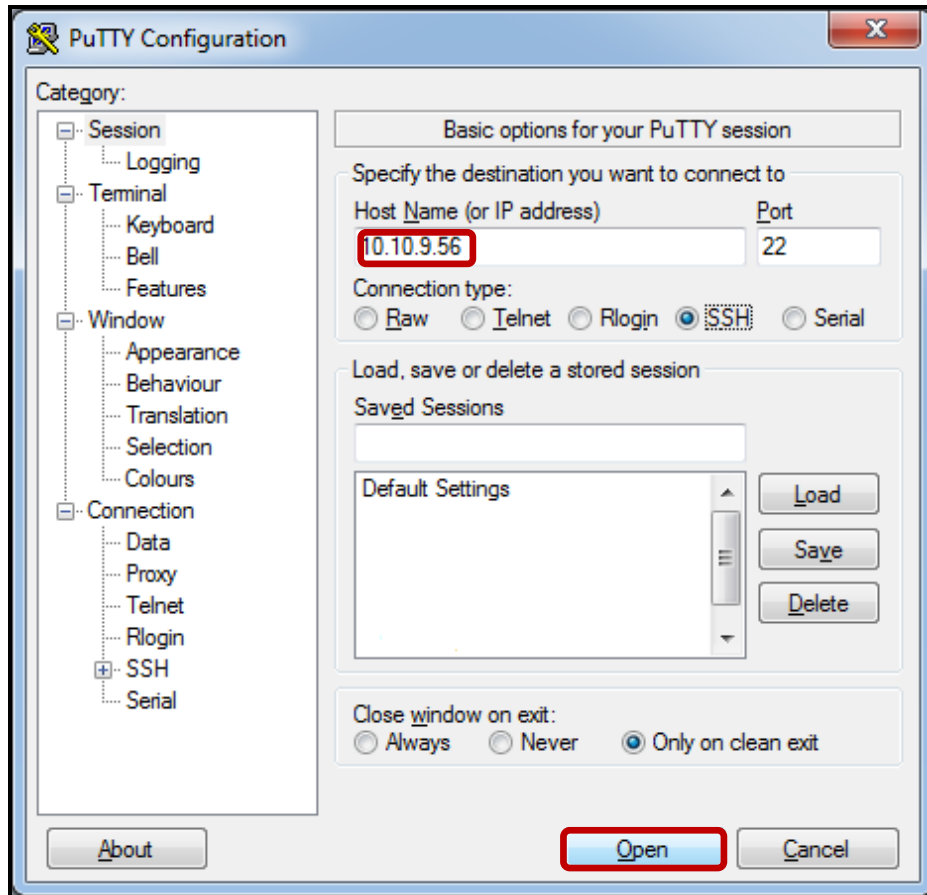 PuTTY Configuration
Category:
Session
Logging
Terminal
Keyboard
Bell
Features
Window
Appearance
Behaviour
Translation
Selection
Colours
Connection
Data
Proxy
Telnet
Rlogin
SSH
Serial
Basic options for your PuTTY session
Specify the destination you want to connect to
Host Name (or IP address) Port
10.10.9.56 22
Connection type:
Raw Telnet Rlogin SSH Serial
Load, save or delete a stored session
Saved Sessions
Default Settings
Load
Save
Delete
Close window on exit:
Always Never Only on clean exit
About Open Cancel